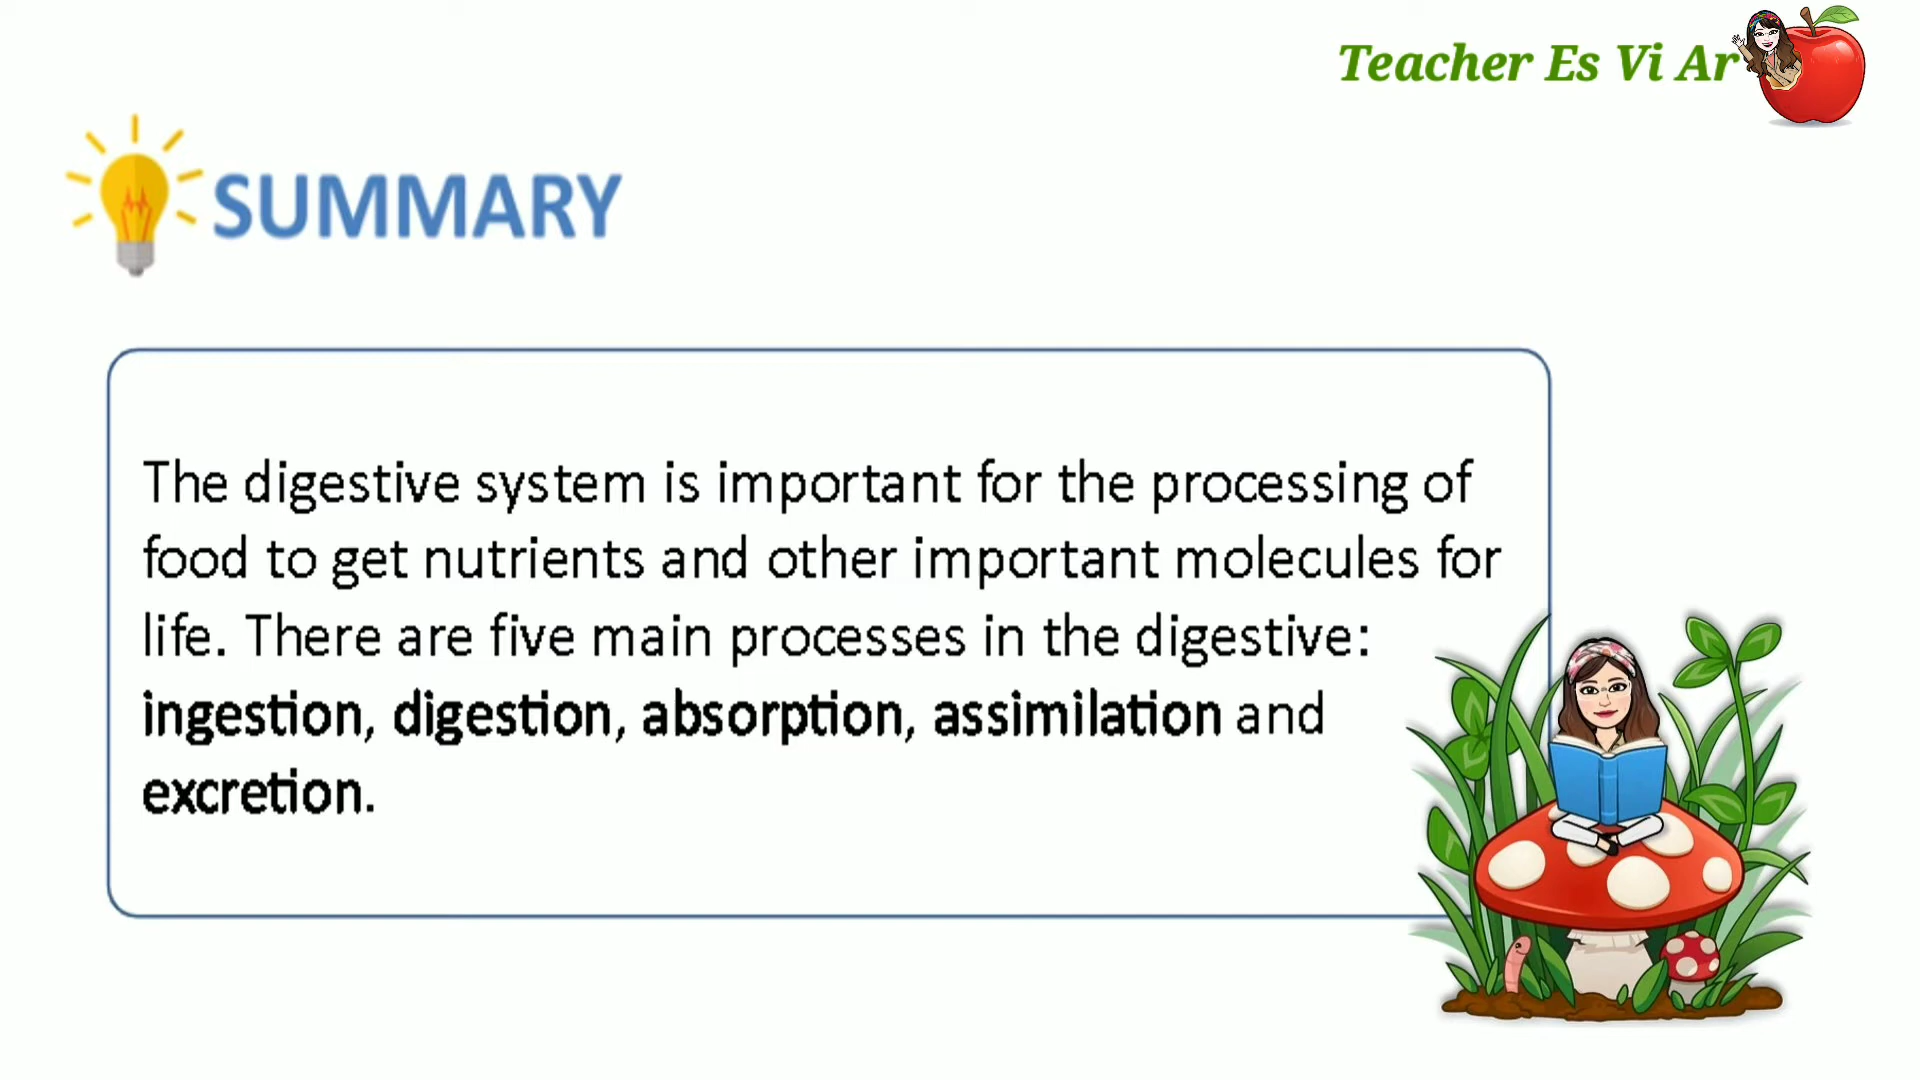 Teacher Es Vi Ar
SUMMARY
The digestive system is important for the processing of
food to get nutrients and other important molecules for
life. There are five main processes in the digestive:
ingestion, digestion, absorption, assimilation and
excretion.